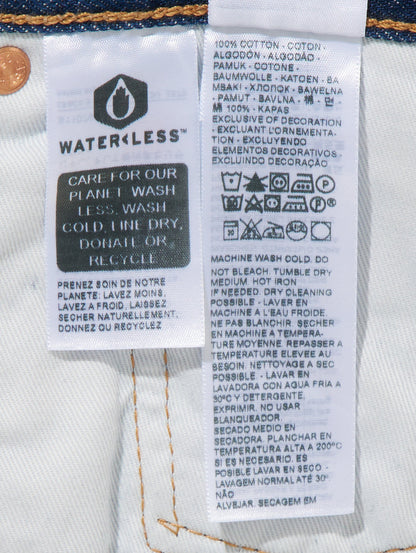 WATER<LESS™
CARE FOR OUR
PLANET WASH
LESS, WASH
COLD, LINE DRY,
DONATE OR
RECYCLE
PRENEZ SOIN DE NOTRE
PLANETE: LAVEZ MOINS,
LAVEZ A FROID, LAISSEZ
SECHER NATURELLEMENT,
DONNEZ OU RECYCLEZ
100% COTTON - COTON -
ALGODÓN - ALGODÃO -
PAMUK - COTONE -
BAUMWOLLE - KATOEN - BA
MBAKI - ХЛОПОК - BAWEŁNA
- PAMUT - BAVLNA - 棉 - 면
綿 100% - KAPAS
EXCLUSIVE OF DECORATION
- EXCLUANT L'ORNEMENTA-
TION - EXCLUYENDO
ELEMENTOS DECORATIVOS
EXCLUINDO DECORAÇÃO
MACHINE WASH COLD. DO
NOT BLEACH. TUMBLE DRY
MEDIUM. HOT IRON
IF NEEDED. DRY CLEANING
POSSIBLE - LAVER EN
MACHINE A L'EAU FROIDE
NE PAS BLANCHIR. SECHER
EN MACHINE A TEMPERA-
TURE MOYENNE. REPASSER A
TEMPERATURE ELEVEE AU
BESOIN. NETTOYAGE A SEC
POSSIBLE - LAVAR EN
LAVADORA CON AGUA FRIA A
30°C Y DETERGENTE.
EXPRIMIR. NO USAR
BLANQUEADOR.
SECADO MEDIO EN
SECADORA. PLANCHAR EN
TEMPERATURA ALTA A 200°C
SI ES NECESARIO. ES
POSIBLE LAVAR EN SECO -
LAVAGEM NORMAL ATÉ 30°
NÃO
ALVEJAR. SECAGEM EM